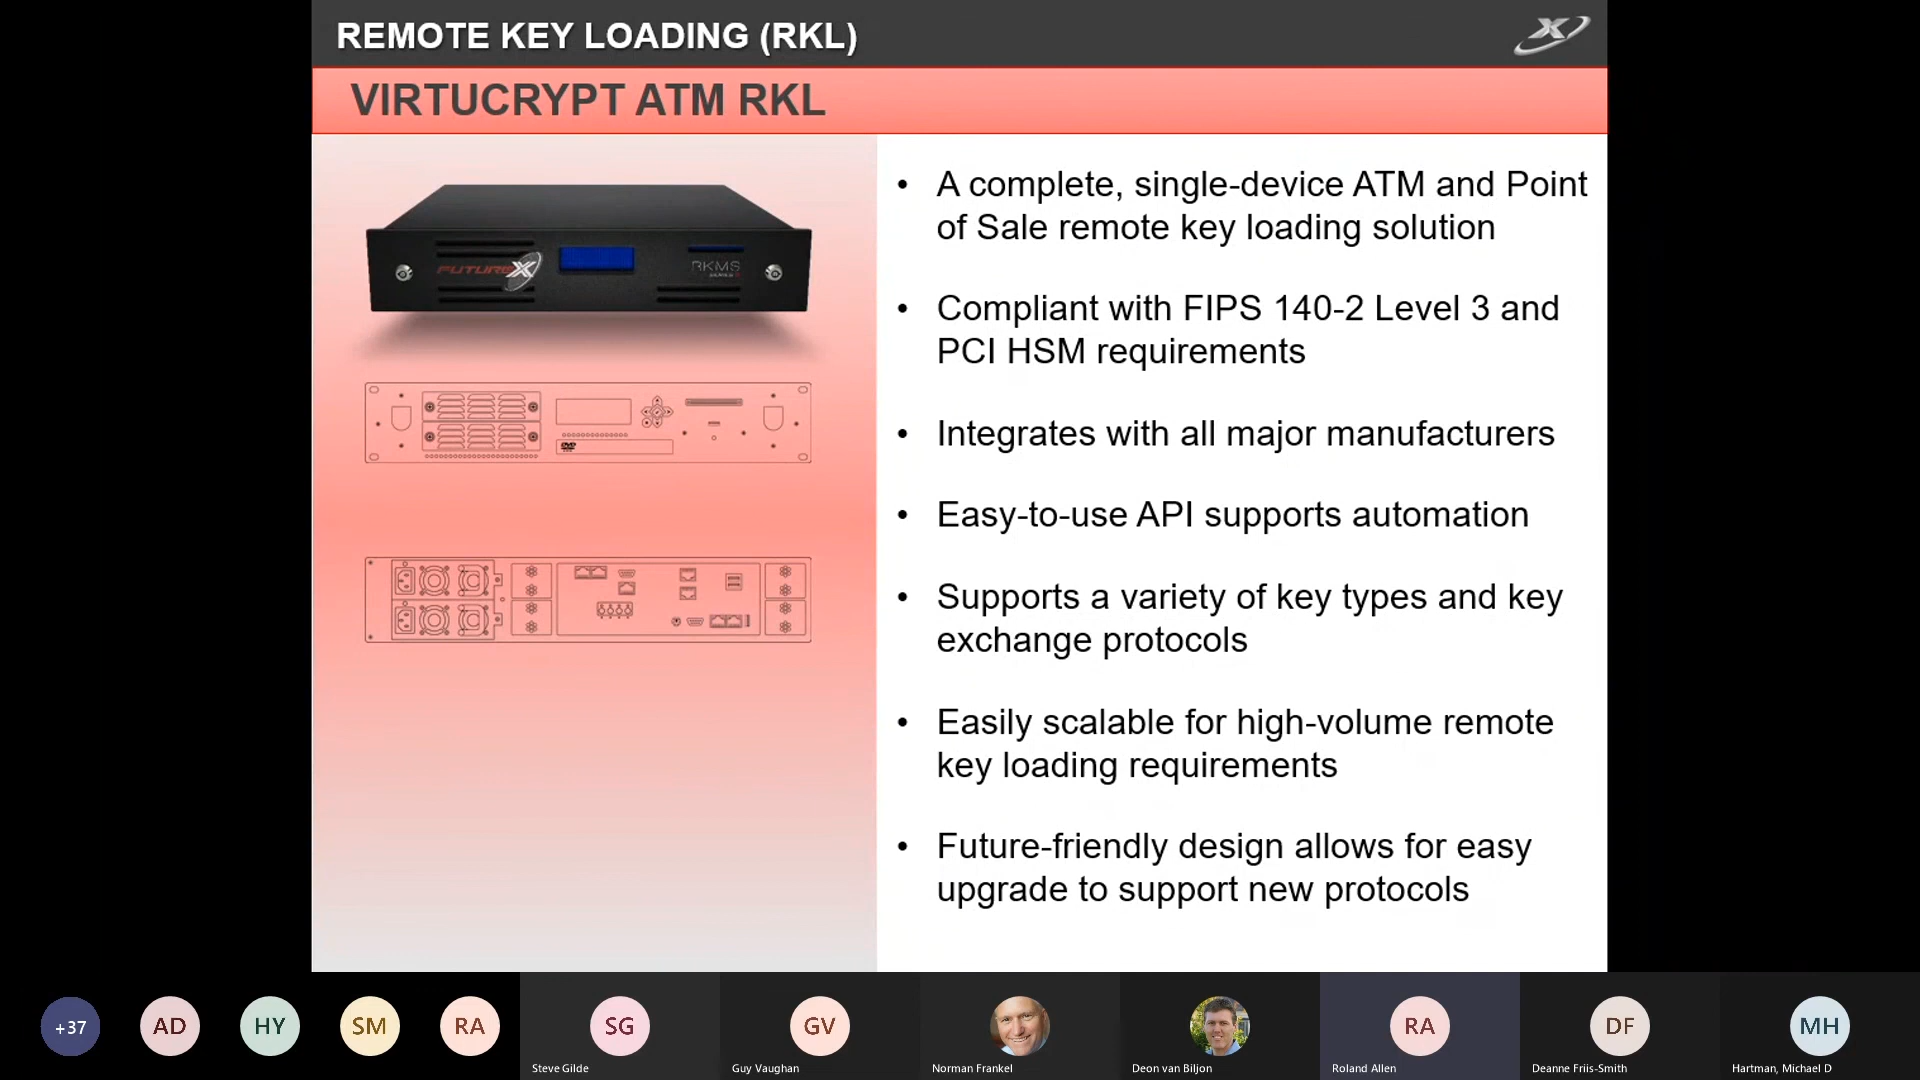 REMOTE KEY LOADING (RKL)
X
VIRTUCRYPT ATM RKL
FUTUREX
RKMS
• A complete, single-device ATM and Point
of Sale remote key loading solution
• Compliant with FIPS 140-2 Level 3 and
PCI HSM requirements
• Integrates with all major manufacturers
• Easy-to-use API supports automation
• Supports a variety of key types and key
exchange protocols
• Easily scalable for high-volume remote
key loading requirements
• Future-friendly design allows for easy
upgrade to support new protocols
+37
AD
HY
SM
RA
SG
GV
RA
DF
MH
Steve Gilde
Guy Vaughan
Norman Frankel
Deon van Biljon
Roland Allen
Deanne Friis-Smith
Hartman, Michael D